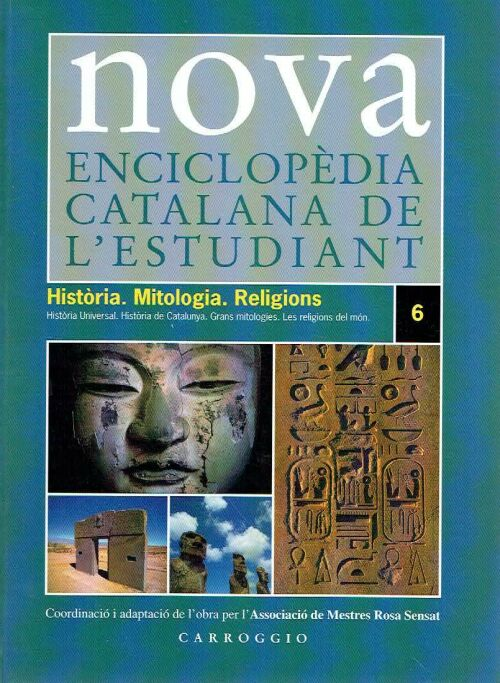 nova
ENCICLOPÈDIA
CATALANA DE
L'ESTUDIANT
Història. Mitologia. Religions
Història Universal. Història de Catalunya. Grans mitologies. Les religions del món.
6
Coordinació i adaptació de l'obra per l'Associació de Mestres Rosa Sensat
CARROGGIO